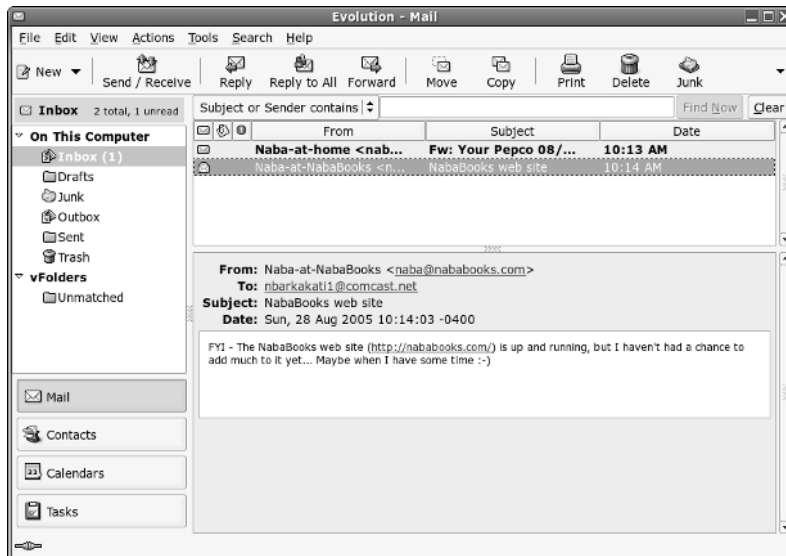 Evolution - Mail
File Edit View Actions Tools Search Help
New Send / Receive Reply Reply to All Forward Move Copy Print Delete Junk
Inbox 2 total, 1 unread
Subject or Sender contains Find Now Clear
From Subject Date
Naba-at-home <nab... Fw: Your Pepco 08/... 10:13 AM
Naba-at-NabaBooks <n... NabaBooks web site 10:14 AM
On This Computer
Inbox (1)
Drafts
Junk
Outbox
Sent
Trash
vFolders
Unmatched
From: Naba-at-NabaBooks <naba@nababooks.com>
To: nbarkakati1@comcast.net
Subject: NabaBooks web site
Date: Sun, 28 Aug 2005 10:14:03 -0400
FYI - The NabaBooks web site (http://nababooks.com/) is up and running, but I haven't had a chance to
add much to it yet... Maybe when I have some time :-)
Mail
Contacts
Calendars
Tasks